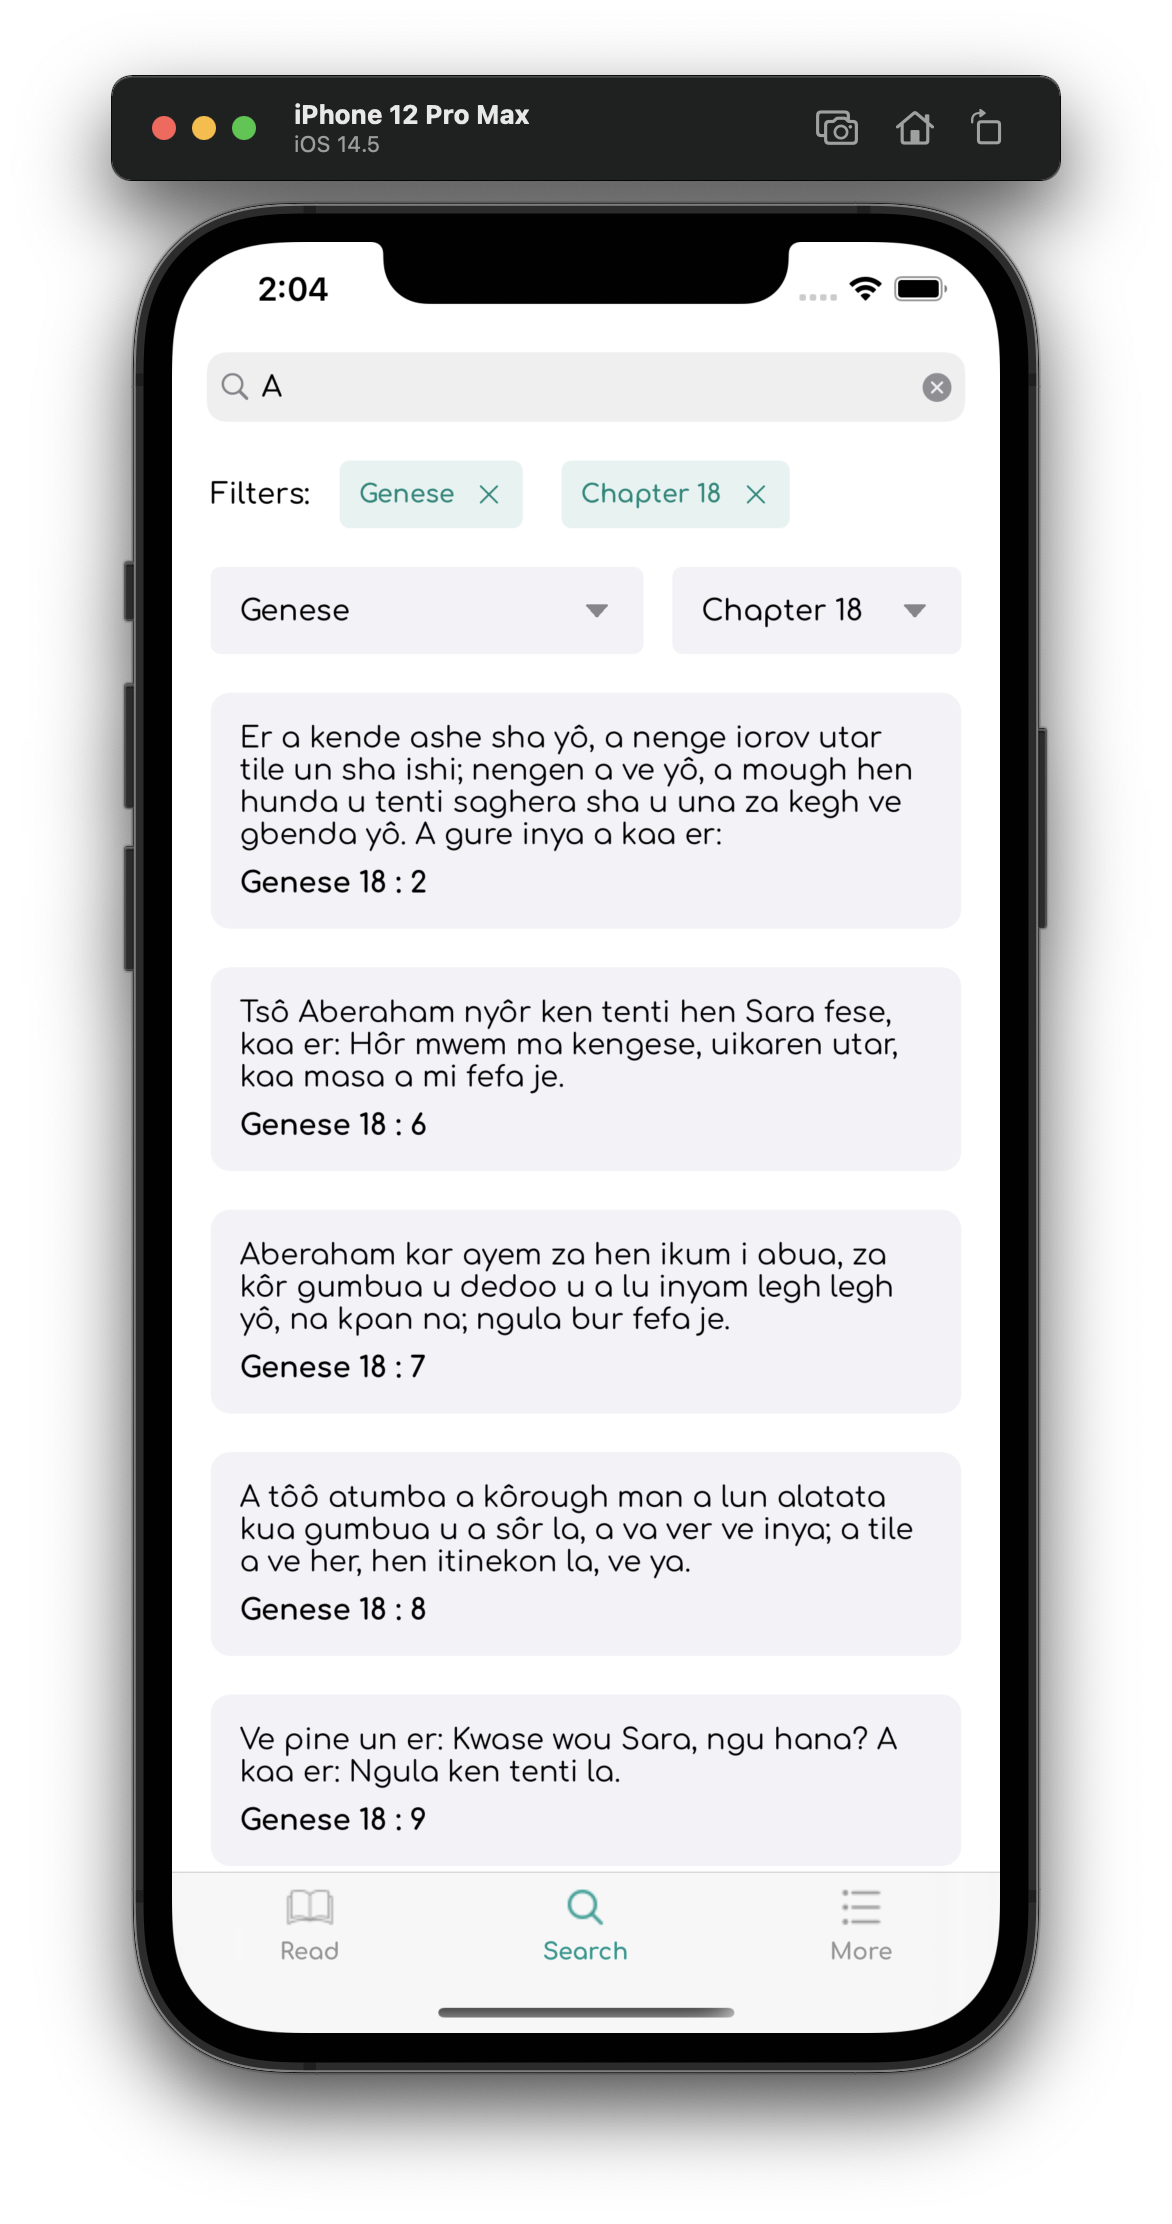 iPhone 12 Pro Max
iOS 14.5
2:04
A
Filters: Genese Chapter 18
Genese Chapter 18
Er a kende ashe sha yô, a nenge iorov utar
tile un sha ishi; nengen a ve yô, a mough hen
hunda u tenti saghera sha u una za kegh ve
gbenda yô. A gure inya a kaa er:
Genese 18 : 2
Tsô Aberaham nyôr ken tenti hen Sara fese,
kaa er: Hôr mwem ma kengese, uikaren utar,
kaa masa a mi fefa je.
Genese 18 : 6
Aberaham kar ayem za hen ikum i abua, za
kôr gumbua u dedoo u a lu inyam legh legh
yô, na kpan na; ngula bur fefa je.
Genese 18 : 7
A tôô atumba a kôrough man a lun alatata
kua gumbua u a sôr la, a va ver ve inya; a tile
a ve her, hen itinekon la, ve ya.
Genese 18 : 8
Ve pine un er: Kwase wou Sara, ngu hana? A
kaa er: Ngula ken tenti la.
Genese 18 : 9
Read Search More